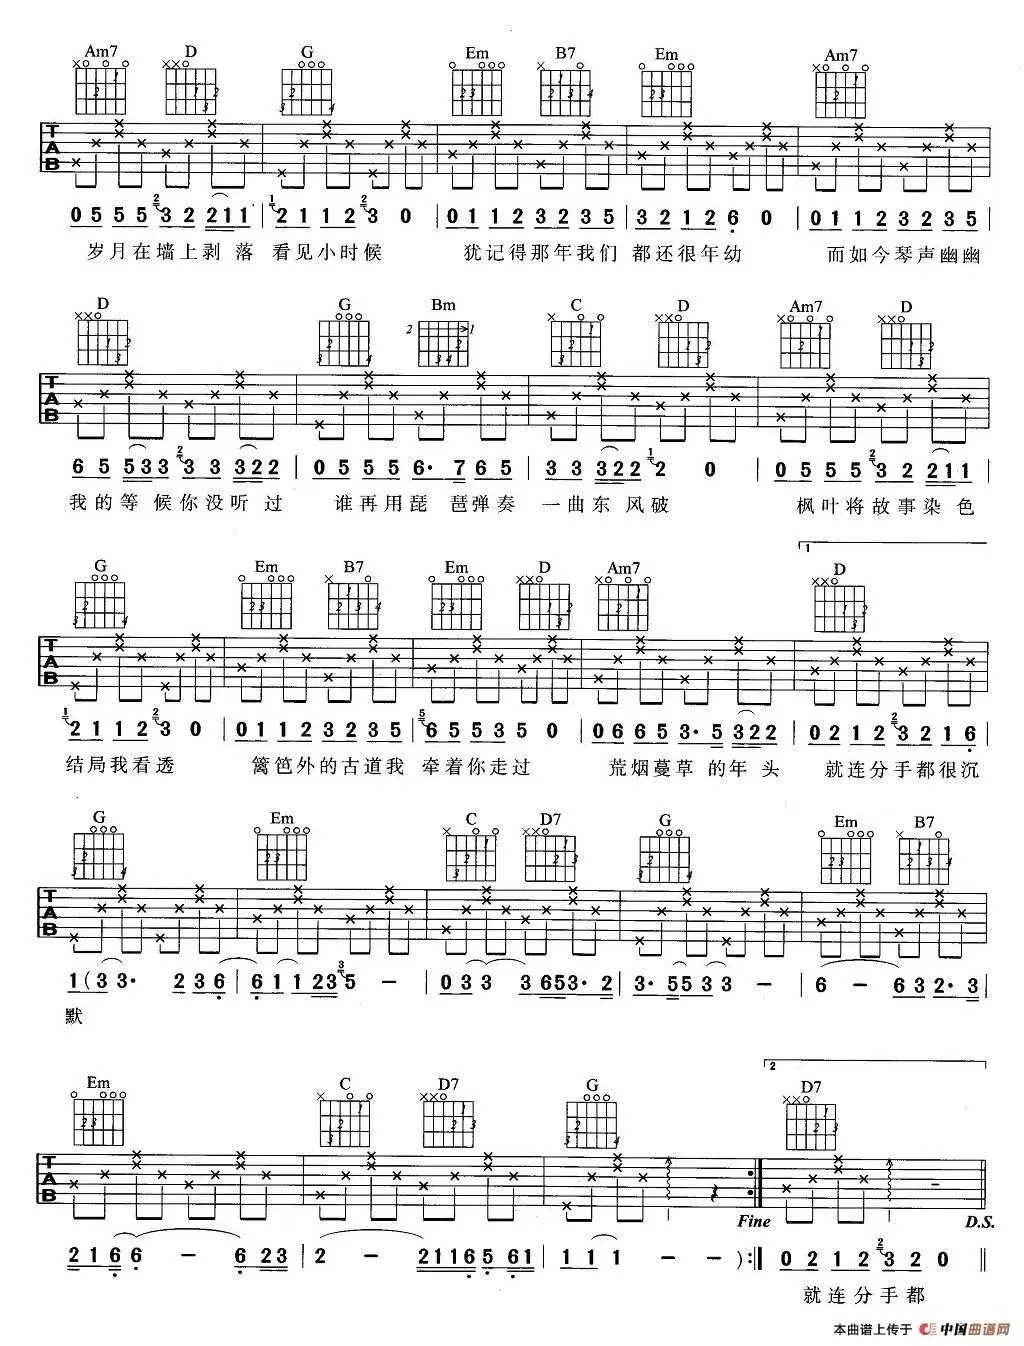 Am7 D G Em B7 Em Am7
0 5 5 5 3 2 2 1 1 | 2 1 1 2 3 0 | 0 1 1 2 3 2 3 5 | 3 2 1 2 6 0 | 0 1 1 2 3 2 3 5 |
岁月在墙上剥落 看见小时候 犹记得那年我们 都还很年幼 而如今琴声幽幽
D G Bm C D Am7 D
6 5 5 3 3 3 3 3 2 2 | 0 5 5 5 6· 7 6 5 | 3 3 3 2 2 2 0 | 0 5 5 5 3 2 2 1 1 |
我的等候你没听过 谁再用琵琶弹奏 一曲东风破 枫叶将故事染色
G Em B7 Em D Am7 1 D
2 1 1 2 3 0 | 0 1 1 2 3 2 3 5 | 6 5 5 3 5 0 | 0 6 6 5 3· 5 3 2 2 | 0 2 1 2 3 2 1 6
结局我看透 篱笆外的古道我 牵着你走过 荒烟蔓草的年头 就连分手都很沉
G Em C D7 G Em B7
1 ( 3 3· 2 3 6 | 6 1 1 2 3 5 – | 0 3 3 3 6 5 3· 2 | 3· 5 5 3 3 – | 6 – 6 3 2· 3 |
默
Em C D7 G 2 D7
Fine D.S.
2 1 6 6 – 6 2 3 | 2 – 2 1 1 6 5 6 1 | 1 1 1 – – ) :|| 0 2 1 2 3 2 0 ||
就连分手都
本曲谱上传于 中国曲谱网